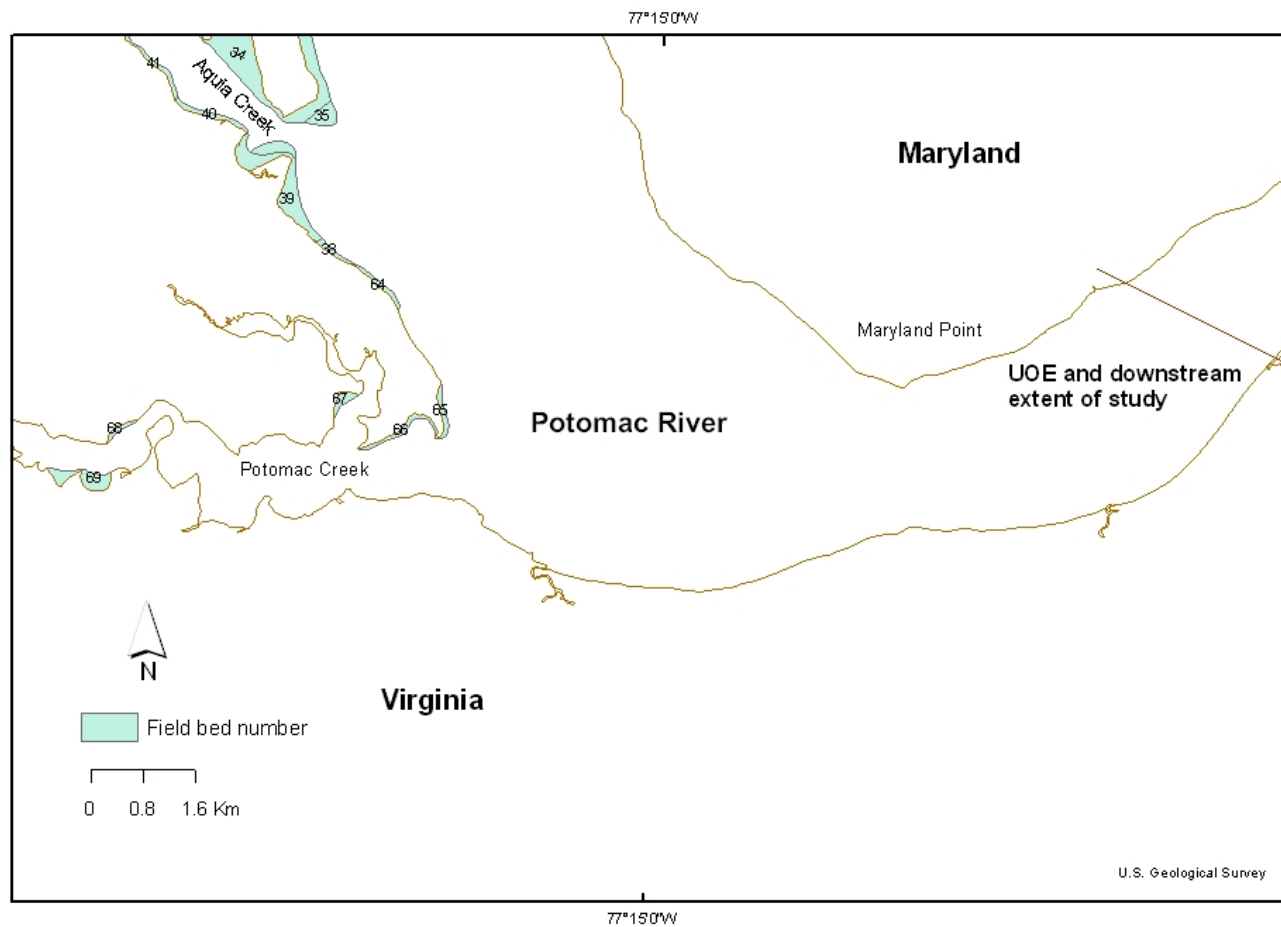 77°15'0"W
34
41
Aquia Creek
35
40
Maryland
39
38
64
Maryland Point
UOE and downstream
extent of study
67
65
Potomac River
68
66
Potomac Creek
69
N
Virginia
Field bed number
0 0.8 1.6 Km
U.S. Geological Survey
77°15'0"W